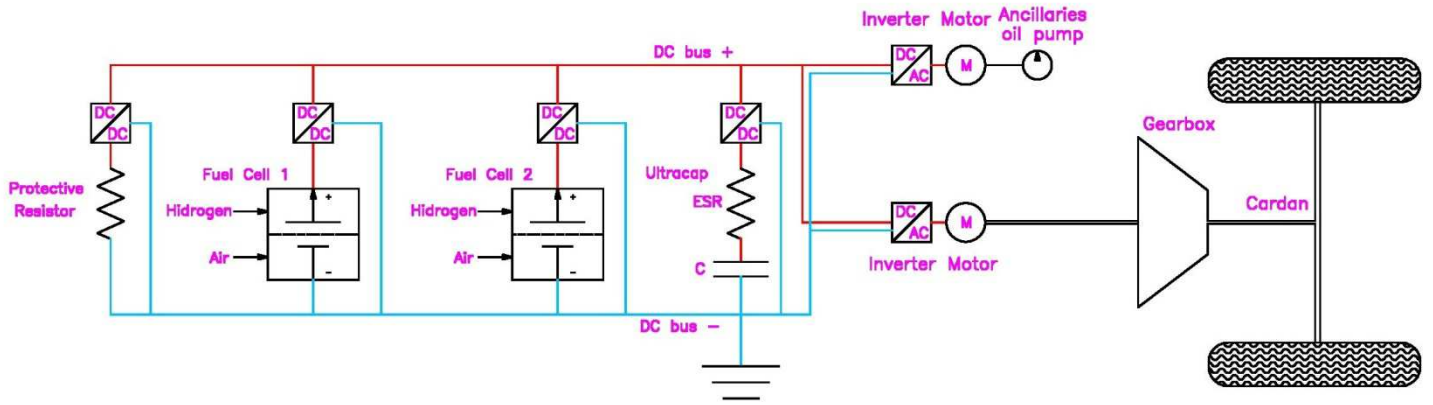 Inverter Motor
Ancillaries
oil pump
DC bus +
DC
AC
M
DC
DC
DC
DC
DC
DC
DC
DC
Gearbox
Protective
Resistor
Fuel Cell 1
+
Hidrogen
Air
-
Fuel Cell 2
+
Hidrogen
Air
-
Ultracap
ESR
C
DC
AC
M
Inverter Motor
Cardan
DC bus -